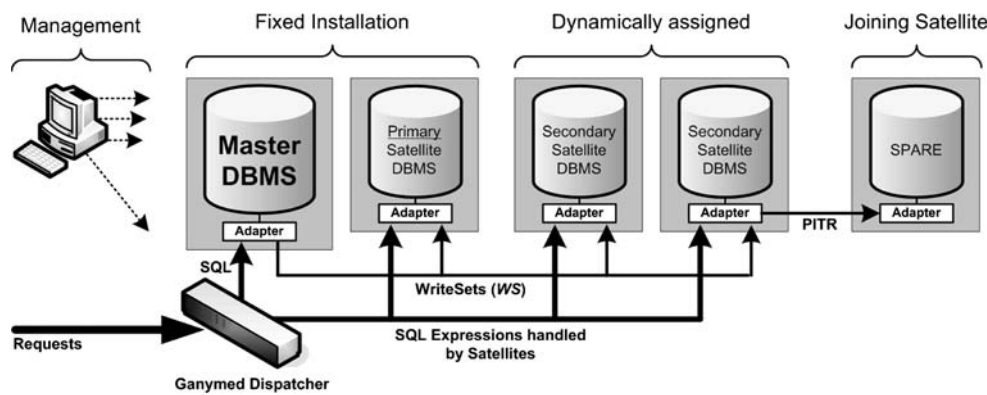 Management
Fixed Installation
Dynamically assigned
Joining Satellite
Master
DBMS
Adapter
Primary
Satellite
DBMS
Adapter
Secondary
Satellite
DBMS
Adapter
Secondary
Satellite
DBMS
Adapter
SPARE
Adapter
PITR
SQL
WriteSets (WS)
Requests
SQL Expressions handled
by Satellites
Ganymed Dispatcher